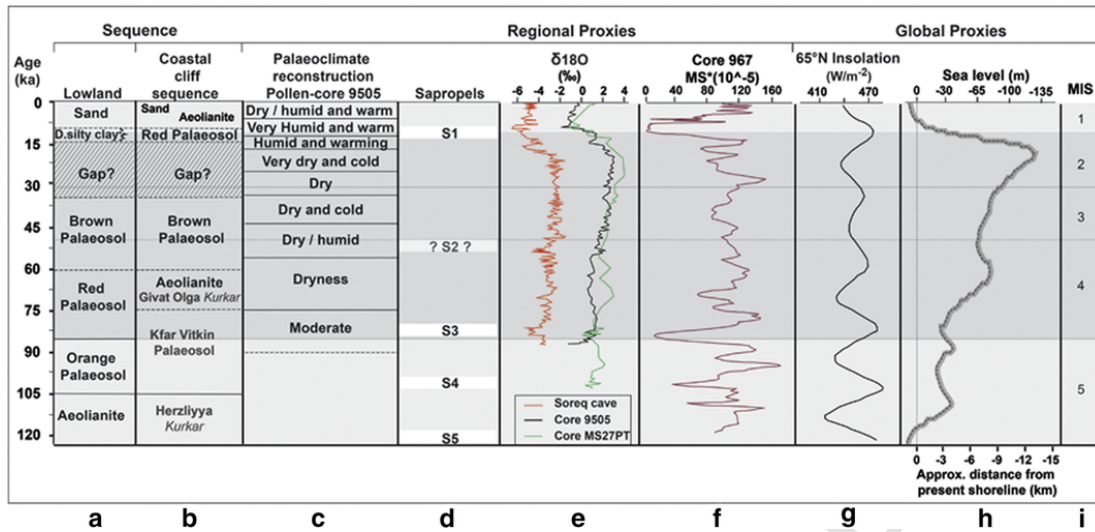 Sequence Regional Proxies Global Proxies
Age (ka)
Lowland
Coastal cliff sequence
Palaeoclimate reconstruction Pollen-core 9505
Sapropels
δ18O (‰)
-6 -4 -2 0 2 4
Core 967 MS*(10^-5)
0 40 80 120 160
65°N Insolation (W/m-2)
410 470
Sea level (m)
0 -30 -60 -90 -135
MIS
0
15
30
45
60
75
90
105
120
Sand
D.silty clay
Gap?
Brown Palaeosol
Red Palaeosol
Orange Palaeosol
Aeolianite
Sand Aeolianite
Red Palaeosol
Gap?
Brown Palaeosol
Aeolianite
Givat Olga Kurkar
Kfar Vitkin Palaeosol
Herzliyya Kurkar
Dry / humid and warm
Very Humid and warm
Humid and warming
Very dry and cold
Dry
Dry and cold
Dry / humid
Dryness
Moderate
S1
? S2 ?
S3
S4
S5
Soreq cave
Core 9505
Core MS27PT
1
2
3
4
5
0 -3 -6 -9 -12 -15
Approx. distance from
present shoreline (km)
a b c d e f g h i